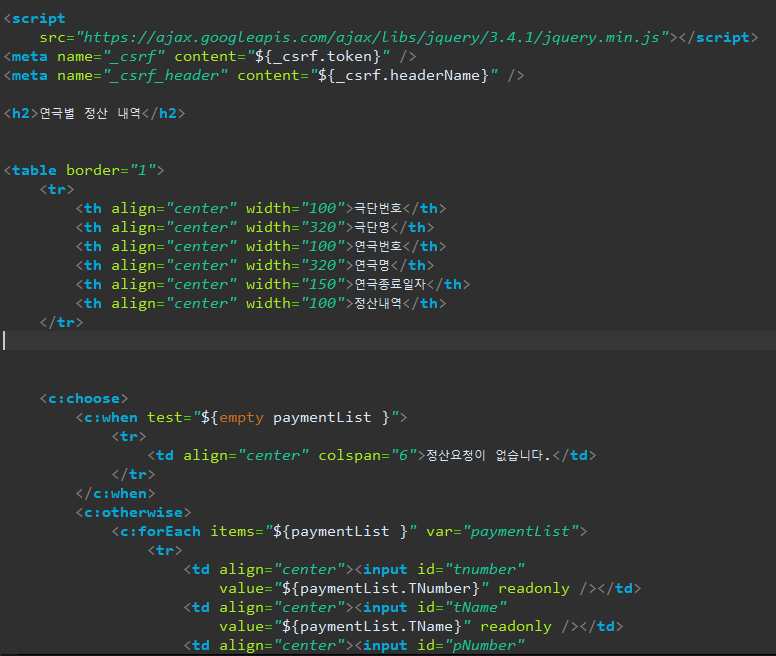 <script
src="https://ajax.googleapis.com/ajax/libs/jquery/3.4.1/jquery.min.js"></script>
<meta name="_csrf" content="${_csrf.token}" />
<meta name="_csrf_header" content="${_csrf.headerName}" />
<h2>연극별 정산 내역</h2>
<table border="1">
<tr>
<th align="center" width="100">극단번호</th>
<th align="center" width="320">극단명</th>
<th align="center" width="100">연극번호</th>
<th align="center" width="320">연극명</th>
<th align="center" width="150">연극종료일자</th>
<th align="center" width="100">정산내역</th>
</tr>
<c:choose>
<c:when test="${empty paymentList }">
<tr>
<td align="center" colspan="6">정산요청이 없습니다.</td>
</tr>
</c:when>
<c:otherwise>
<c:forEach items="${paymentList }" var="paymentList">
<tr>
<td align="center"><input id="tnumber"
value="${paymentList.TNumber}" readonly /></td>
<td align="center"><input id="tName"
value="${paymentList.TName}" readonly /></td>
<td align="center"><input id="pNumber"